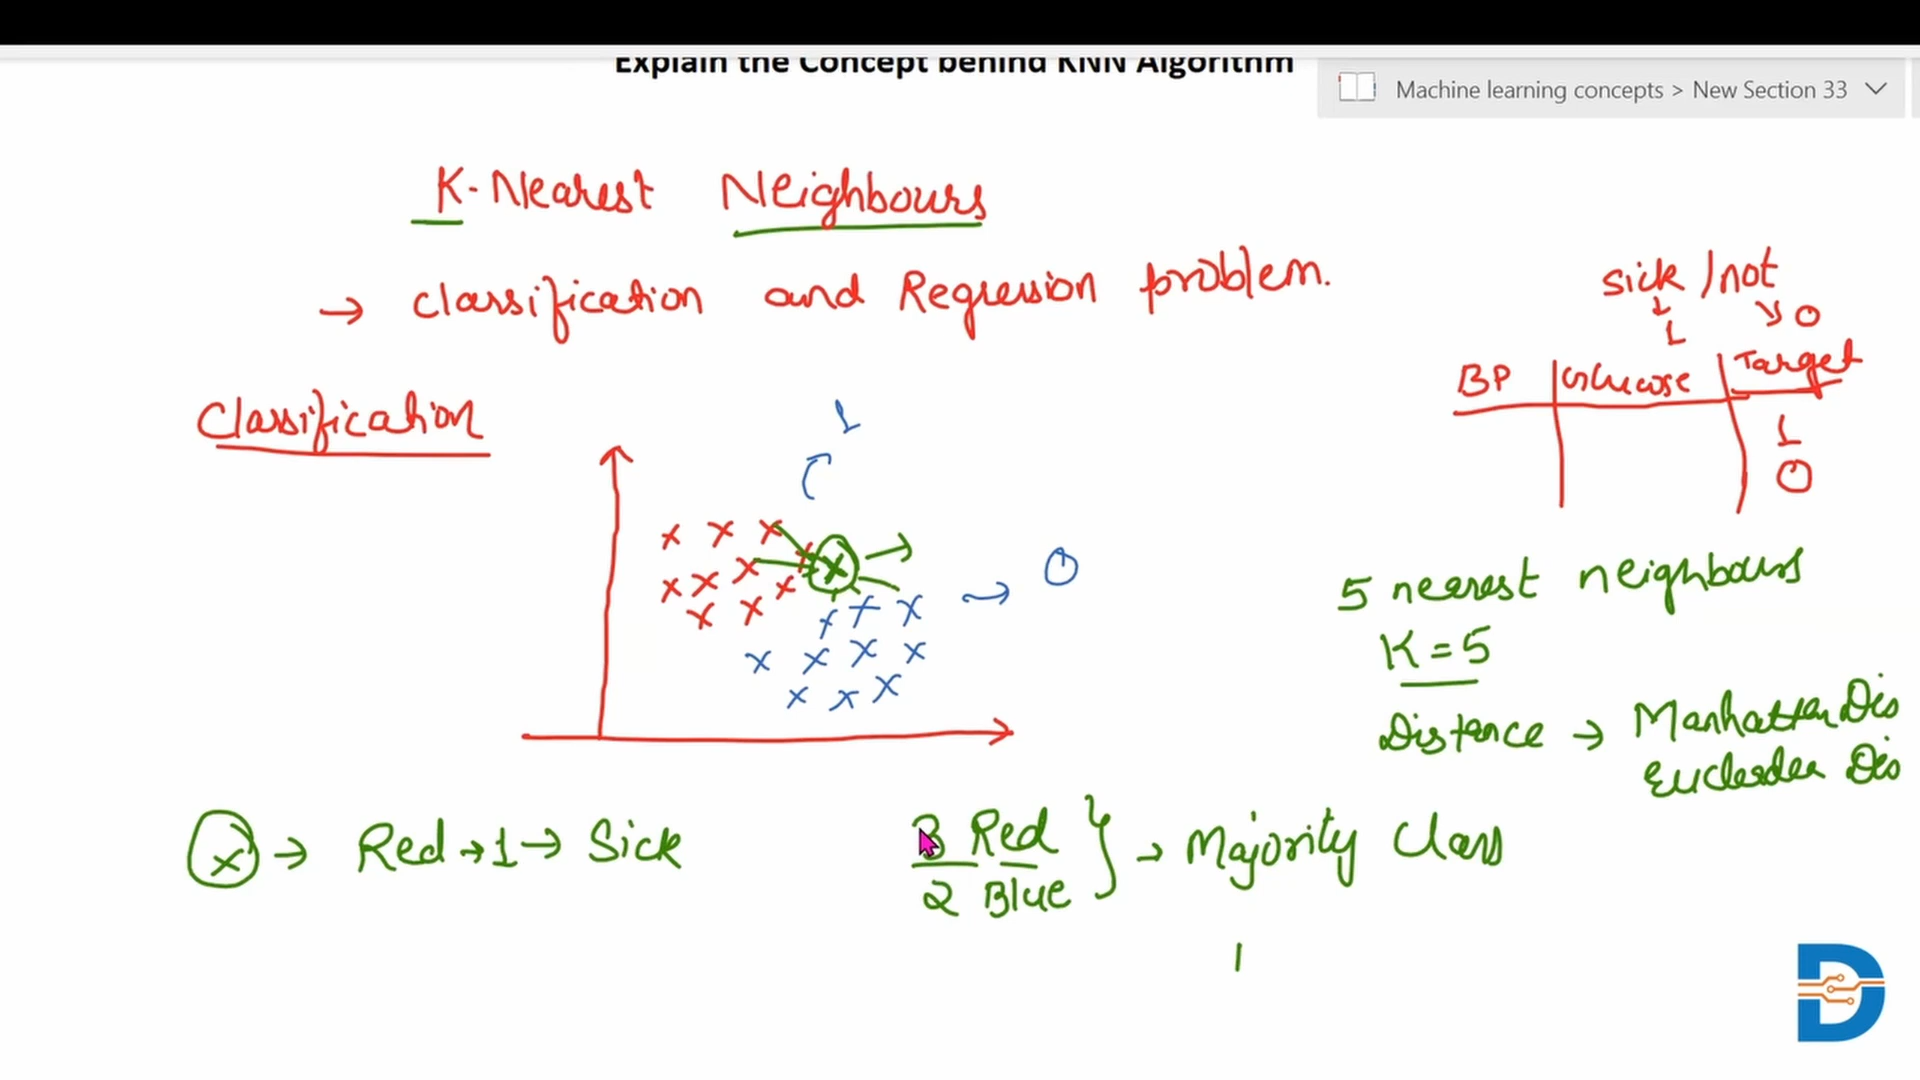 Explain the Concept behind KNN Algorithm
Machine learning concepts > New Section 33
K-Nearest Neighbours
→ Classification and Regression problem.
sick/not
1 0
BP Glucose Target
1
0
Classification
1
0
5 nearest neighbours
K = 5
Distance → Manhattan Dis
Euclidean Dis
x → Red → 1 → Sick
3 Red
2 Blue
→ Majority Class